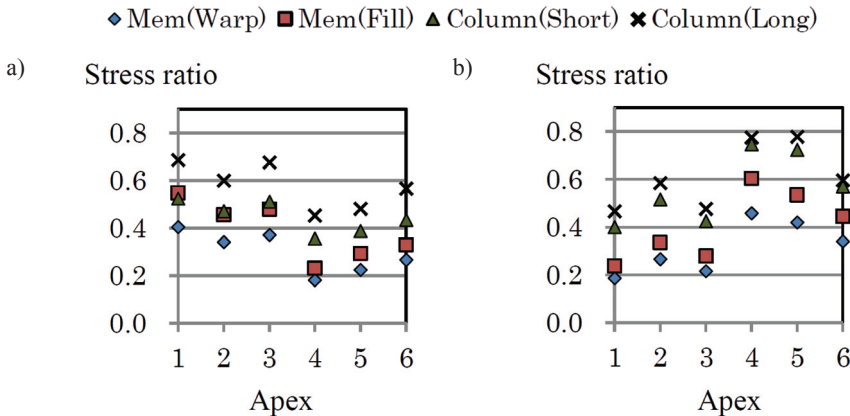 Mem(Warp) Mem(Fill) Column(Short) Column(Long)
a) Stress ratio
0.8
0.6
0.4
0.2
0.0
1 2 3 4 5 6
Apex
b) Stress ratio
0.8
0.6
0.4
0.2
0.0
1 2 3 4 5 6
Apex